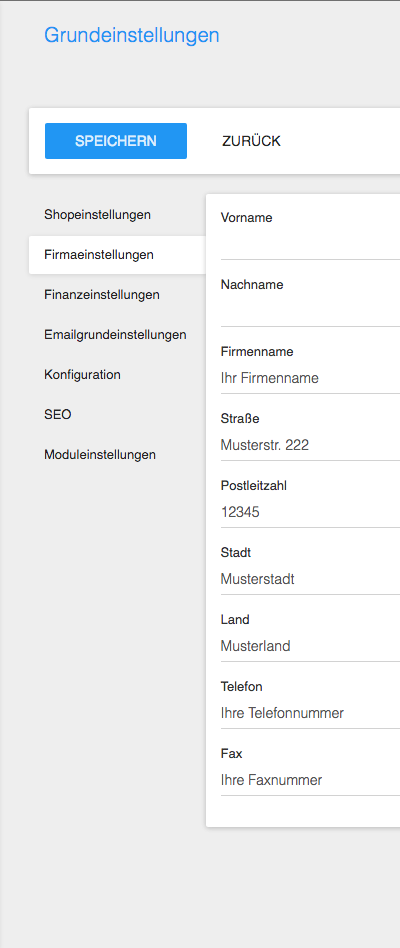 Grundeinstellungen
SPEICHERN ZURÜCK
Shopeinstellungen
Firmaeinstellungen
Finanzeinstellungen
Emailgrundeinstellungen
Konfiguration
SEO
Moduleinstellungen
Vorname
Nachname
Firmenname
Ihr Firmenname
Straße
Musterstr. 222
Postleitzahl
12345
Stadt
Musterstadt
Land
Musterland
Telefon
Ihre Telefonnummer
Fax
Ihre Faxnummer